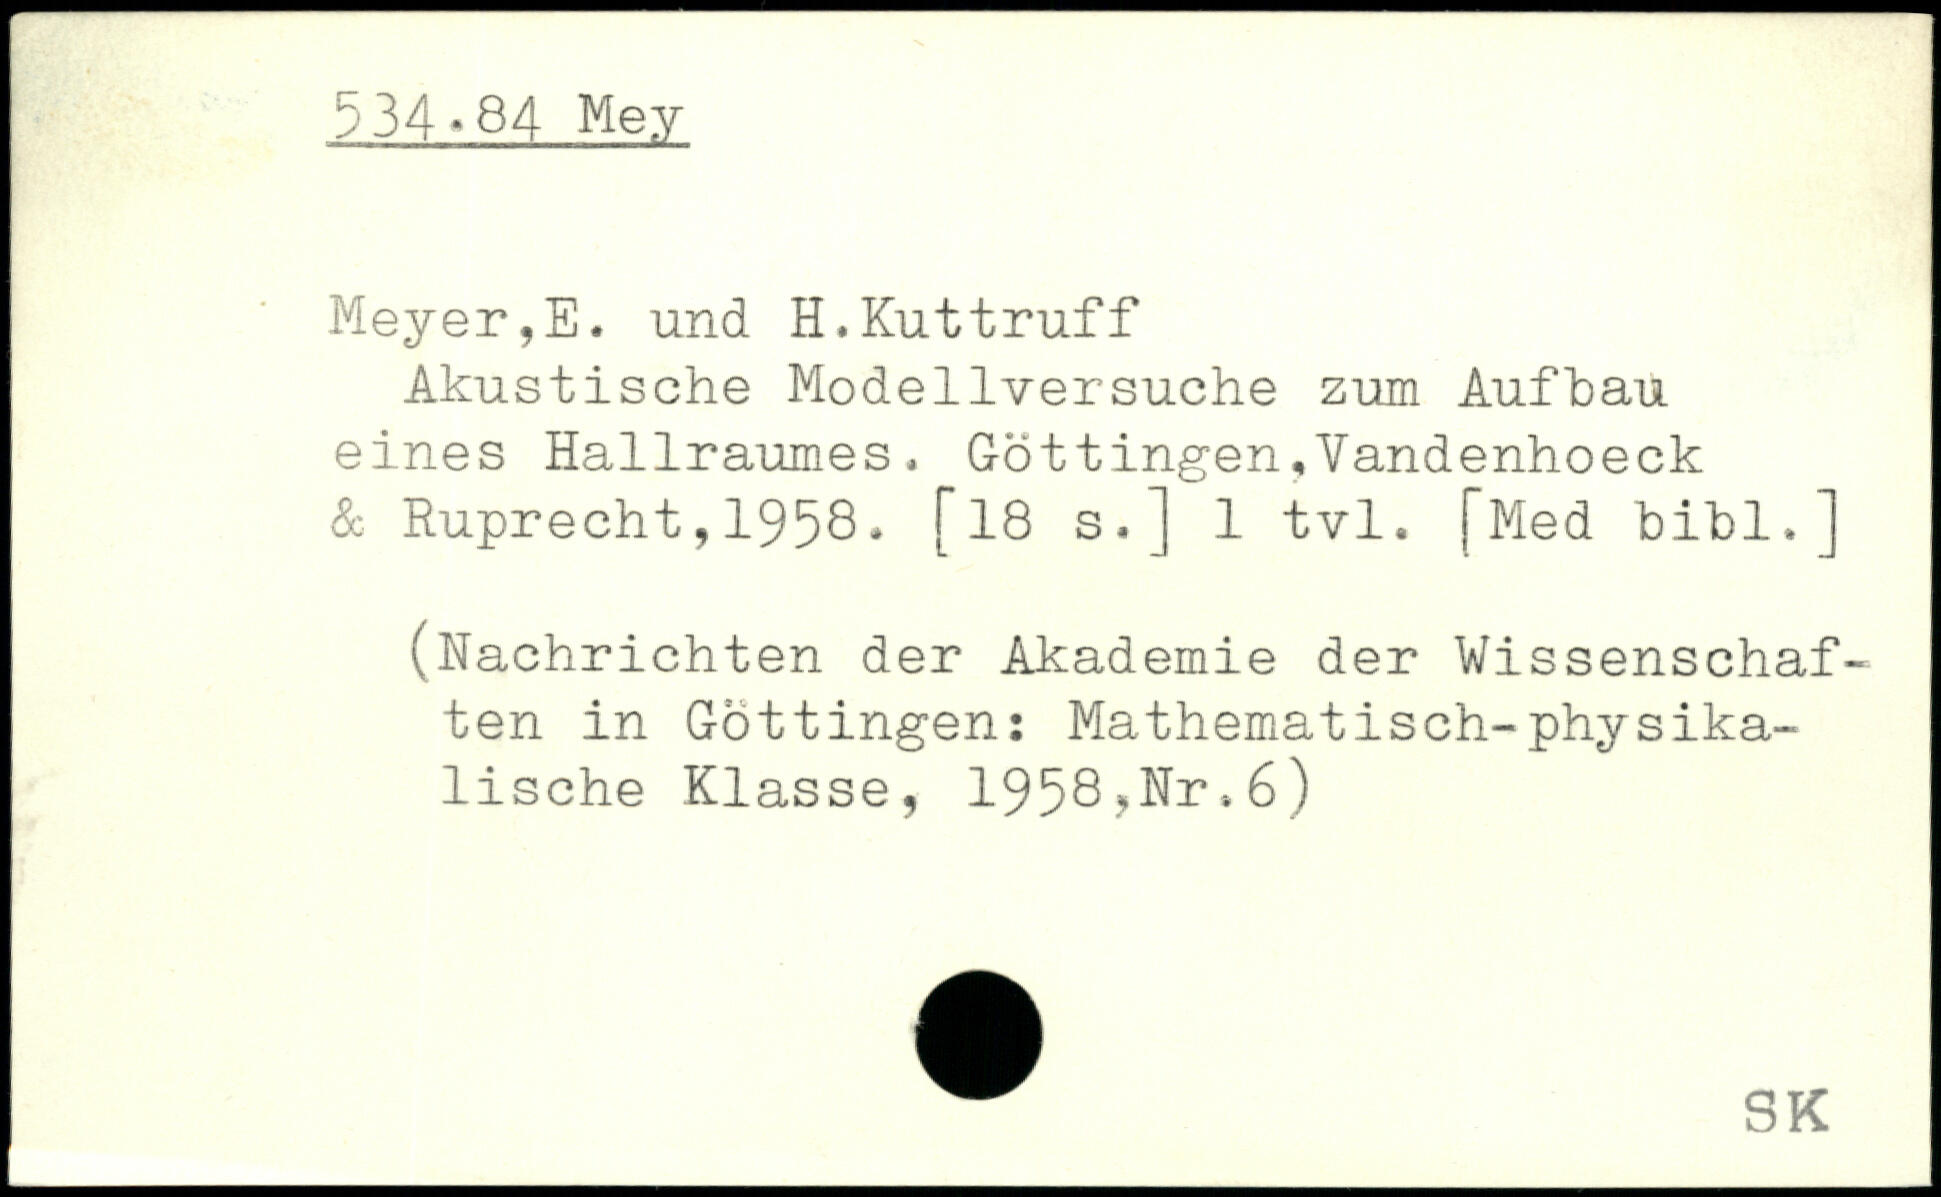 534.84 Mey
Meyer,E. und H.Kuttruff
Akustische Modellversuche zum Aufbau
eines Hallraumes. Göttingen,Vandenhoeck
& Ruprecht,1958. [18 s.] 1 tvl. [Med bibl.]
(Nachrichten der Akademie der Wissenschaf-
ten in Göttingen: Mathematisch-physika-
lische Klasse, 1958,Nr.6)
SK